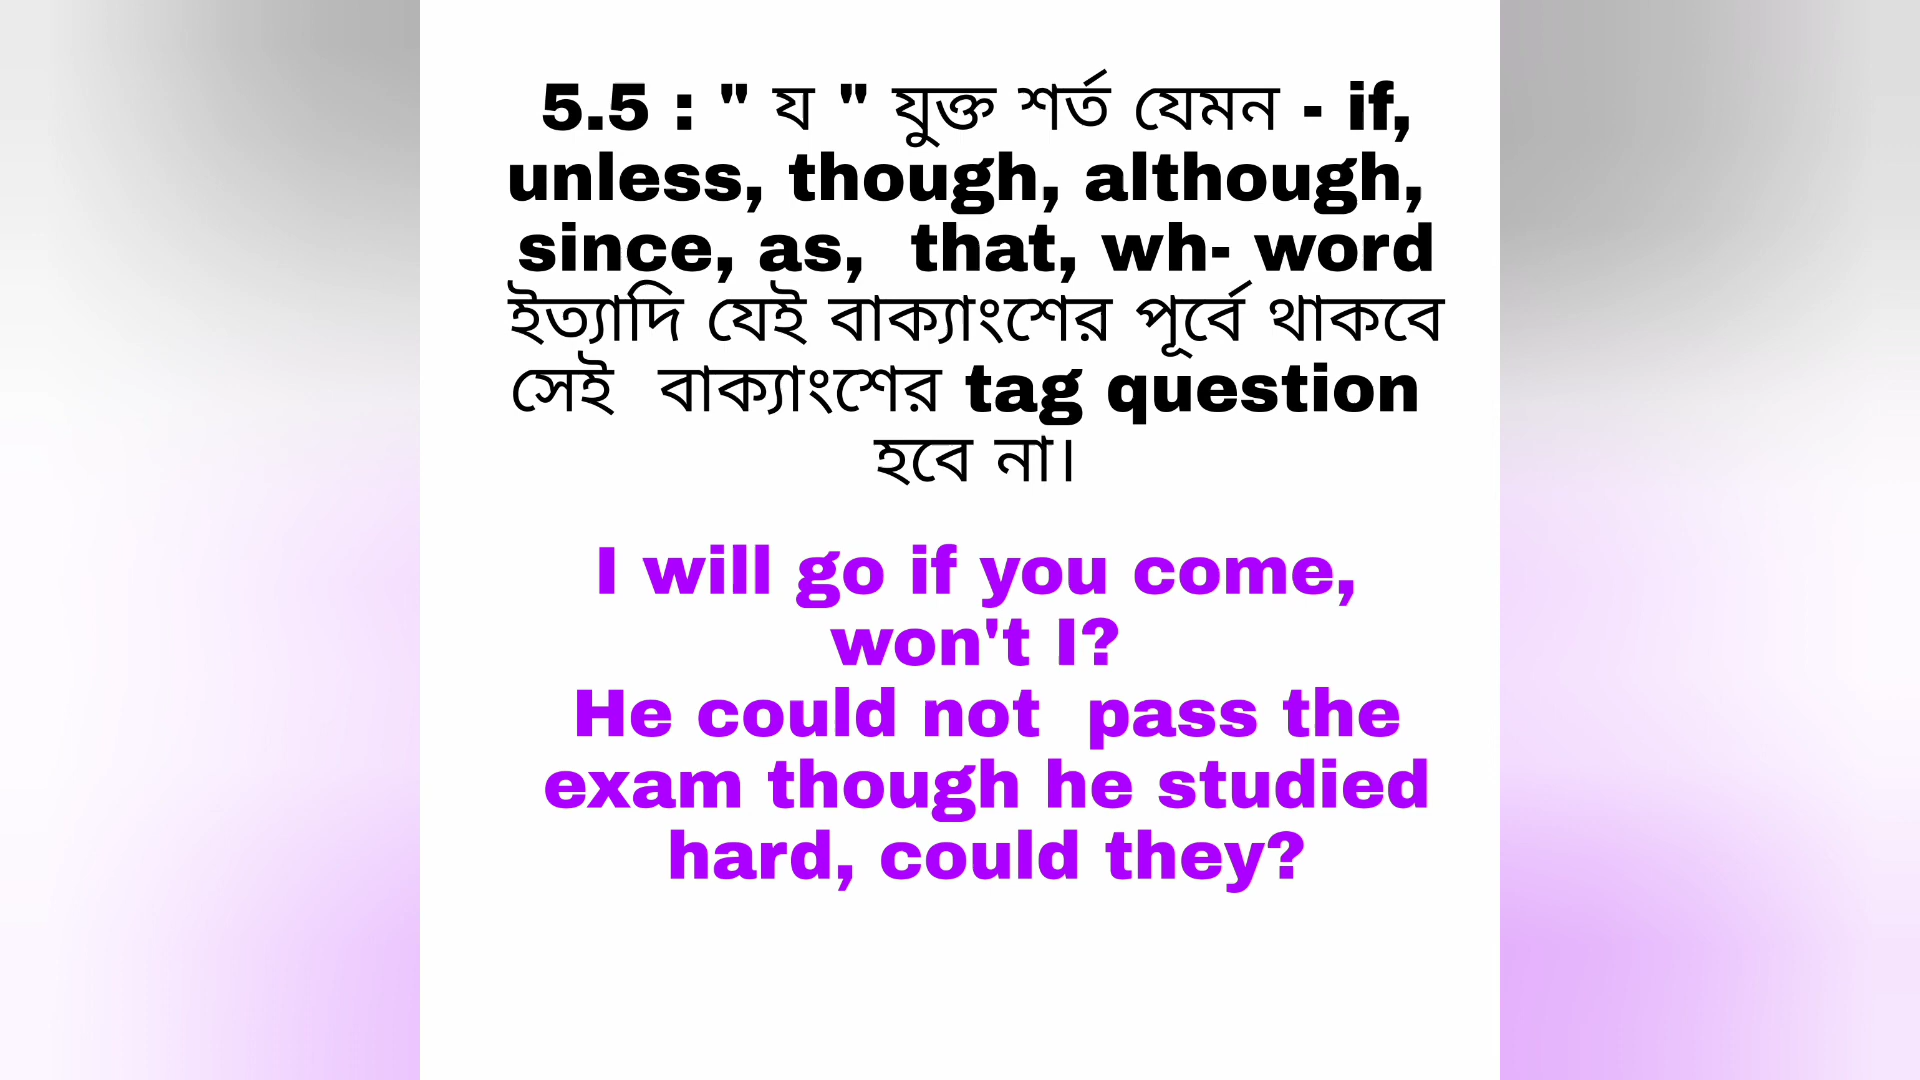 5.5 : " য " যুক্ত শর্ত যেমন - if,
unless, though, although,
since, as, that, wh- word
ইত্যাদি যেই বাক্যাংশের পূর্বে থাকবে
সেই বাক্যাংশের tag question
হবে না।
I will go if you come,
won't I?
He could not pass the
exam though he studied
hard, could they?